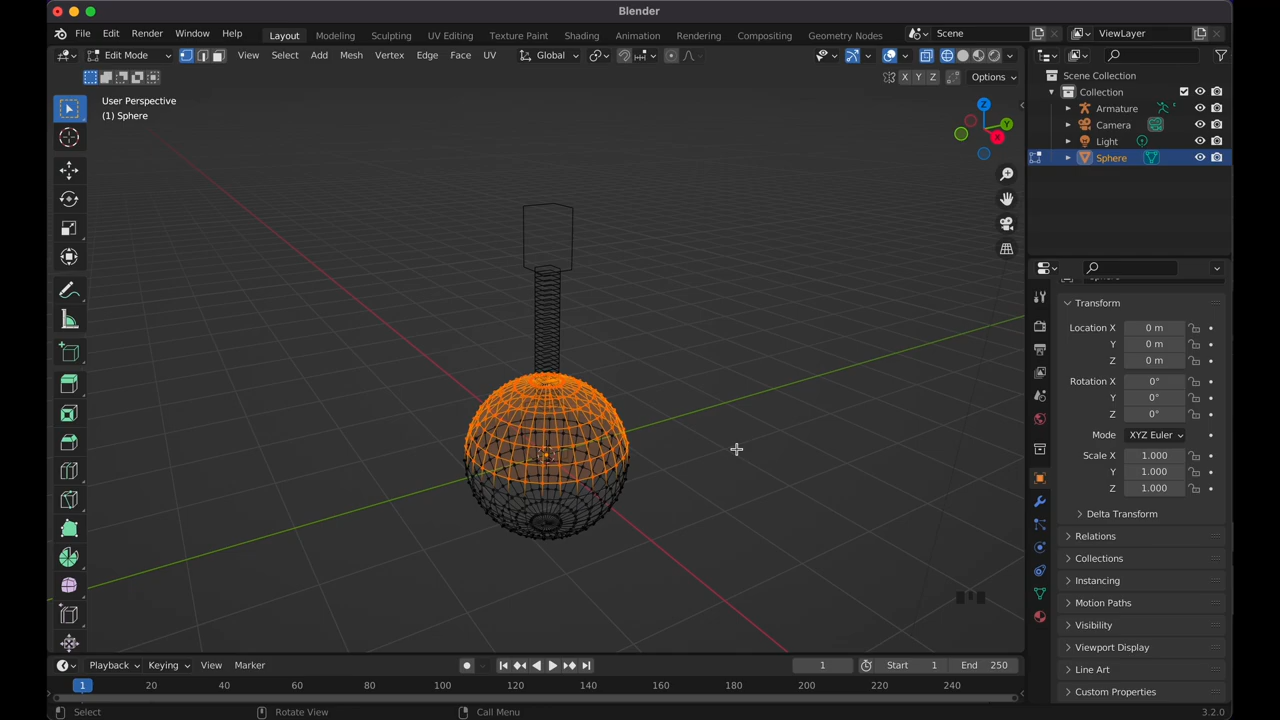 Blender
File Edit Render Window Help Layout Modeling Sculpting UV Editing Texture Paint Shading Animation Rendering Compositing Geometry Nodes Scene ViewLayer
Edit Mode View Select Add Mesh Vertex Edge Face UV Global
X Y Z Options
User Perspective
(1) Sphere
Z
Y
X
Scene Collection
Collection
Armature
Camera
Light
Sphere
Transform
Location X 0 m
Y 0 m
Z 0 m
Rotation X 0°
Y 0°
Z 0°
Mode XYZ Euler
Scale X 1.000
Y 1.000
Z 1.000
Delta Transform
Relations
Collections
Instancing
Motion Paths
Visibility
Viewport Display
Line Art
Custom Properties
Playback Keying View Marker 1 Start 1 End 250
1 20 40 60 80 100 120 140 160 180 200 220 240
Select Rotate View Call Menu 3.2.0